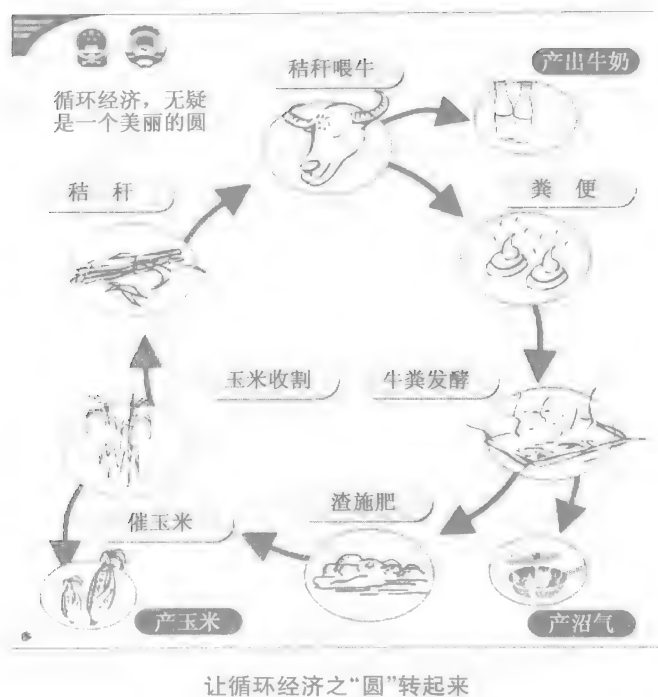 循环经济，无疑
是一个美丽的圆
秸秆喂牛
产出牛奶
秸 秆
粪 便
玉米收割
牛粪发酵
渣施肥
催玉米
产玉米
产沼气
让循环经济之“圆”转起来